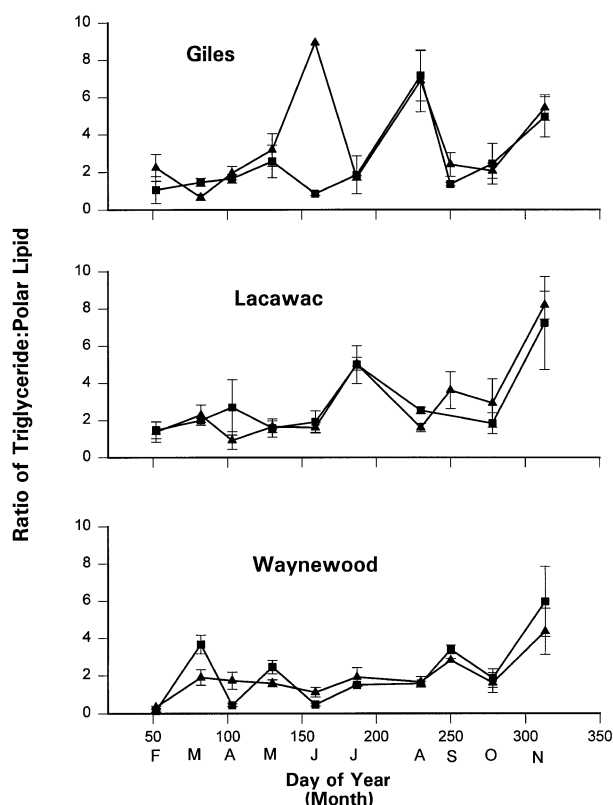 Ratio of Triglyceride:Polar Lipid
Giles
10
8
6
4
2
0
Lacawac
10
8
6
4
2
0
Waynewood
10
8
6
4
2
0
50 100 150 200 250 300 350
F M A M J J A S O N
Day of Year
(Month)